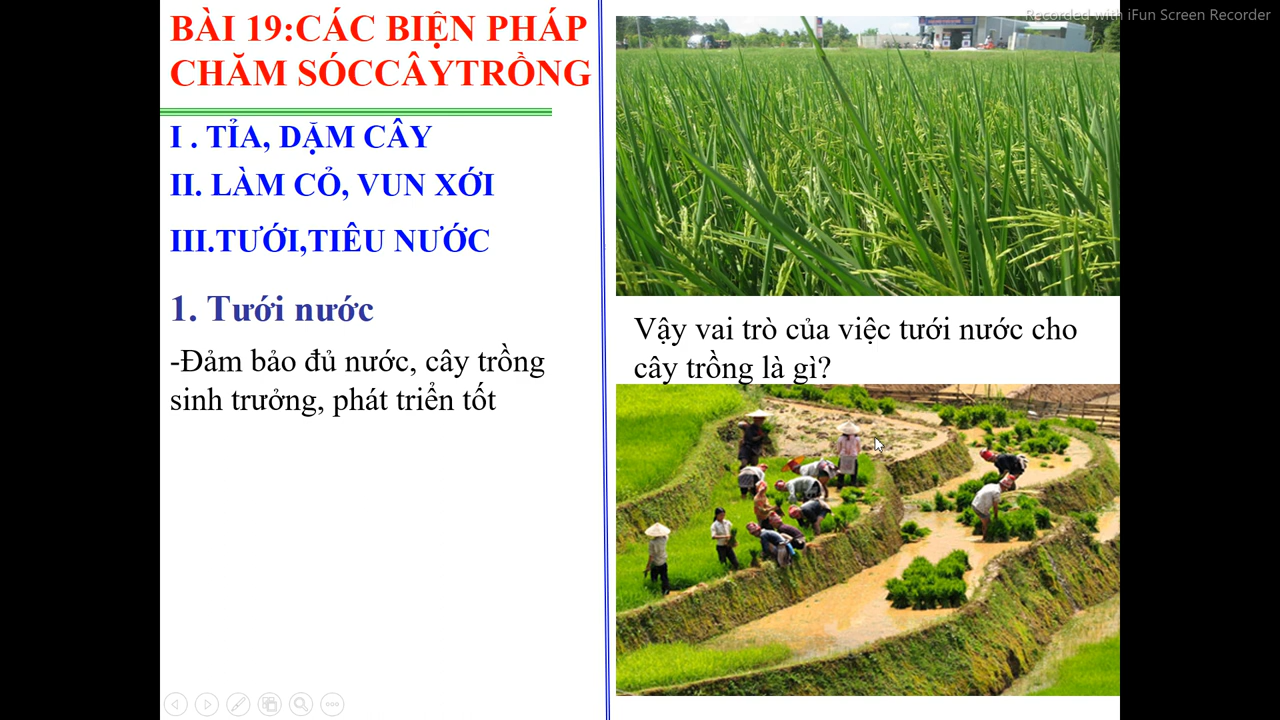 Recorded with iFun Screen Recorder
BÀI 19:CÁC BIỆN PHÁP
CHĂM SÓCCÂYTRỒNG
I . TỈA, DẶM CÂY
II. LÀM CỎ, VUN XỚI
III.TƯỚI,TIÊU NƯỚC
1. Tưới nước
-Đảm bảo đủ nước, cây trồng
sinh trưởng, phát triển tốt
Vậy vai trò của việc tưới nước cho
cây trồng là gì?